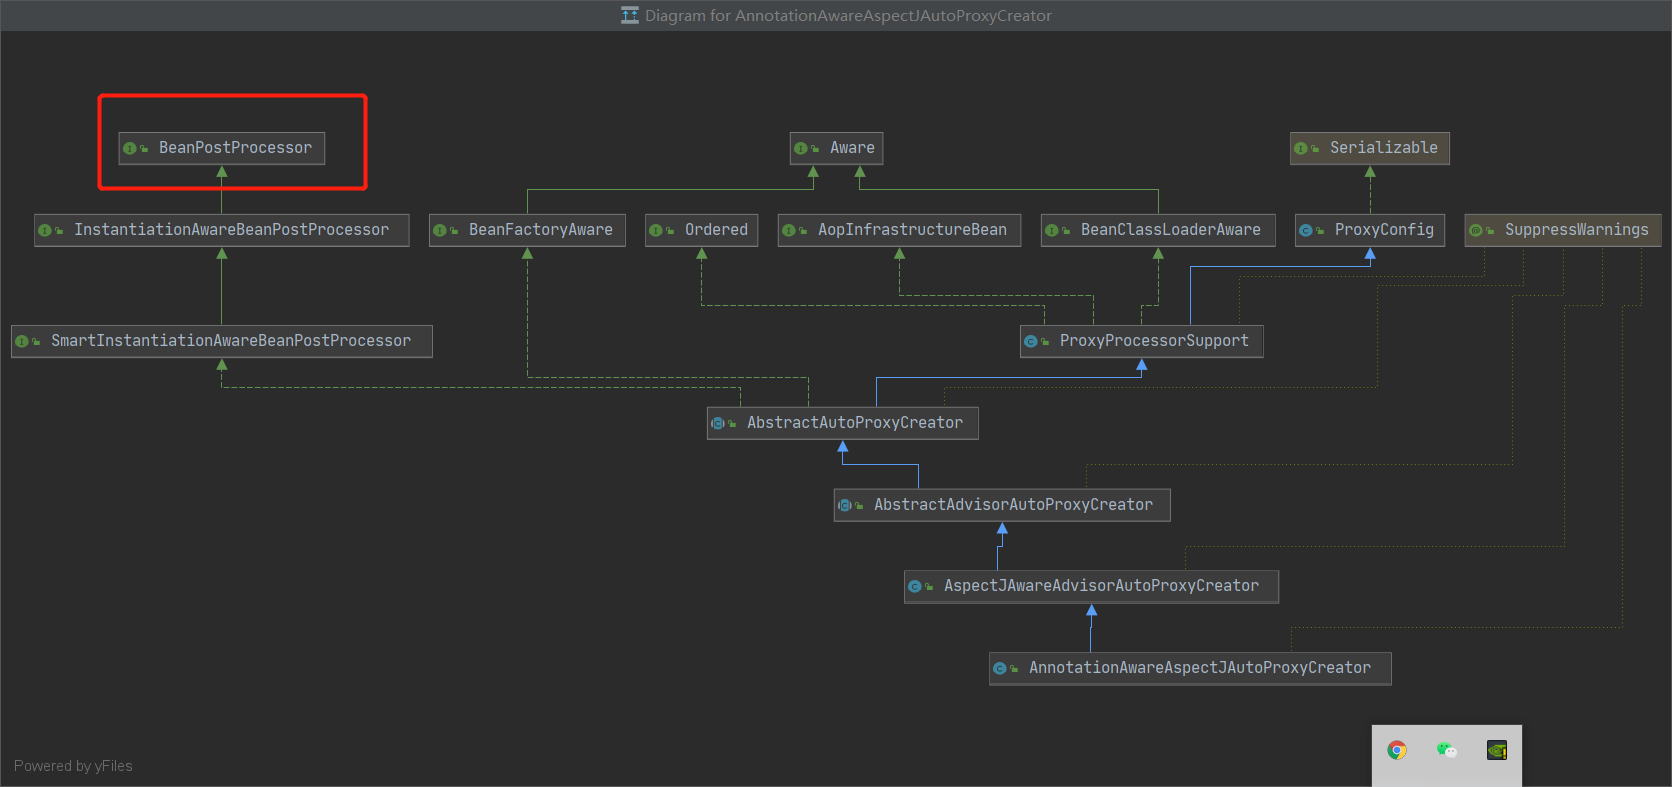 Diagram for AnnotationAwareAspectJAutoProxyCreator
BeanPostProcessor
Aware
Serializable
InstantiationAwareBeanPostProcessor
BeanFactoryAware
Ordered
AopInfrastructureBean
BeanClassLoaderAware
ProxyConfig
SuppressWarnings
SmartInstantiationAwareBeanPostProcessor
ProxyProcessorSupport
AbstractAutoProxyCreator
AbstractAdvisorAutoProxyCreator
AspectJAwareAdvisorAutoProxyCreator
AnnotationAwareAspectJAutoProxyCreator
Powered by yFiles